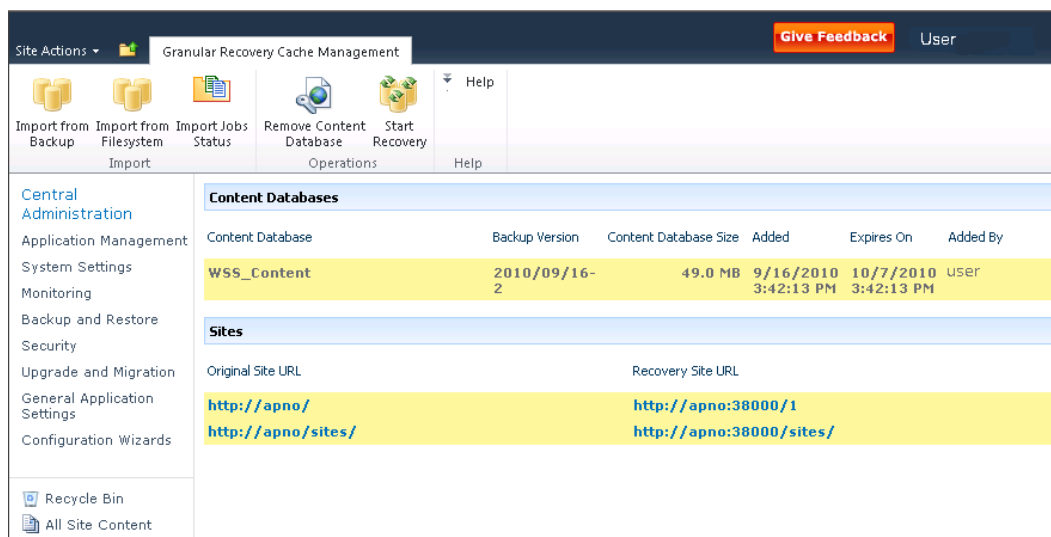 Give Feedback
User
Site Actions
Granular Recovery Cache Management
Help
Import from Import from Import Jobs Remove Content Start
Backup Filesystem Status Database Recovery
Import Operations Help
Central
Administration
Application Management
System Settings
Monitoring
Backup and Restore
Security
Upgrade and Migration
General Application
Settings
Configuration Wizards
Recycle Bin
All Site Content
Content Databases
Content Database Backup Version Content Database Size Added Expires On Added By
WSS_Content 2010/09/16- 49.0 MB 9/16/2010 10/7/2010 user
2 3:42:13 PM 3:42:13 PM
Sites
Original Site URL Recovery Site URL
http://apno/ http://apno:38000/1
http://apno/sites/ http://apno:38000/sites/